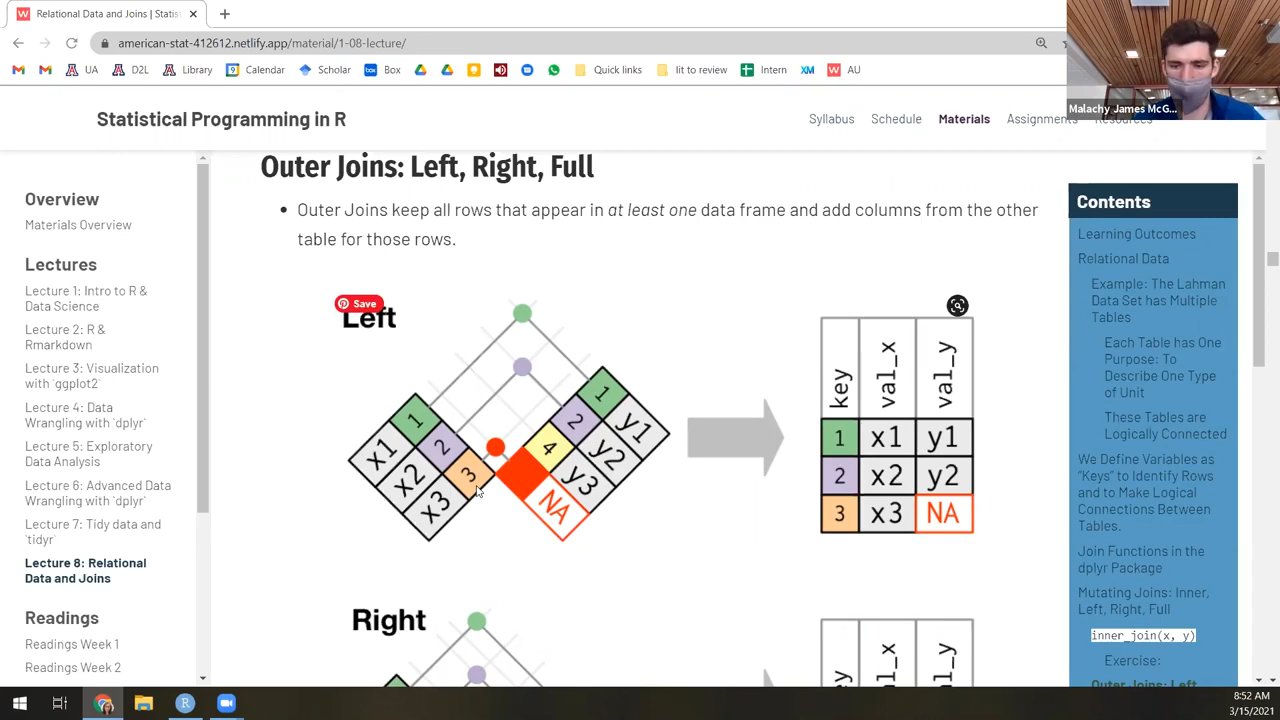 Relational Data and Joins | Statis
american-stat-412612.netlify.app/material/1-08-lecture/
UA
D2L
Library
Calendar
Scholar
Box
Quick links
lit to review
Intern
XM
AU
Malachy James McG...
Statistical Programming in R
Syllabus
Schedule
Materials
Assignments
Resources
Overview
Materials Overview
Lectures
Lecture 1: Intro to R &
Data Science
Lecture 2: R &
Rmarkdown
Lecture 3: Visualization
with `ggplot2`
Lecture 4: Data
Wrangling with `dplyr`
Lecture 5: Exploratory
Data Analysis
Lecture 6: Advanced Data
Wrangling with `dplyr`
Lecture 7: Tidy data and
`tidyr`
Lecture 8: Relational
Data and Joins
Readings
Readings Week 1
Readings Week 2
Outer Joins: Left, Right, Full
Outer Joins keep all rows that appear in at least one data frame and add columns from the other
table for those rows.
Save
Left
1
x1
2
x2
3
x3
1
y1
2
y2
4
y3
NA
key val_x val_y
1 x1 y1
2 x2 y2
3 x3 NA
Right
key val_x val_y
Contents
Learning Outcomes
Relational Data
Example: The Lahman
Data Set has Multiple
Tables
Each Table has One
Purpose: To
Describe One Type
of Unit
These Tables are
Logically Connected
We Define Variables as
"Keys" to Identify Rows
and to Make Logical
Connections Between
Tables.
Join Functions in the
dplyr Package
Mutating Joins: Inner,
Left, Right, Full
inner_join(x, y)
Exercise:
Outer Joins: Left,
8:52 AM
3/15/2021